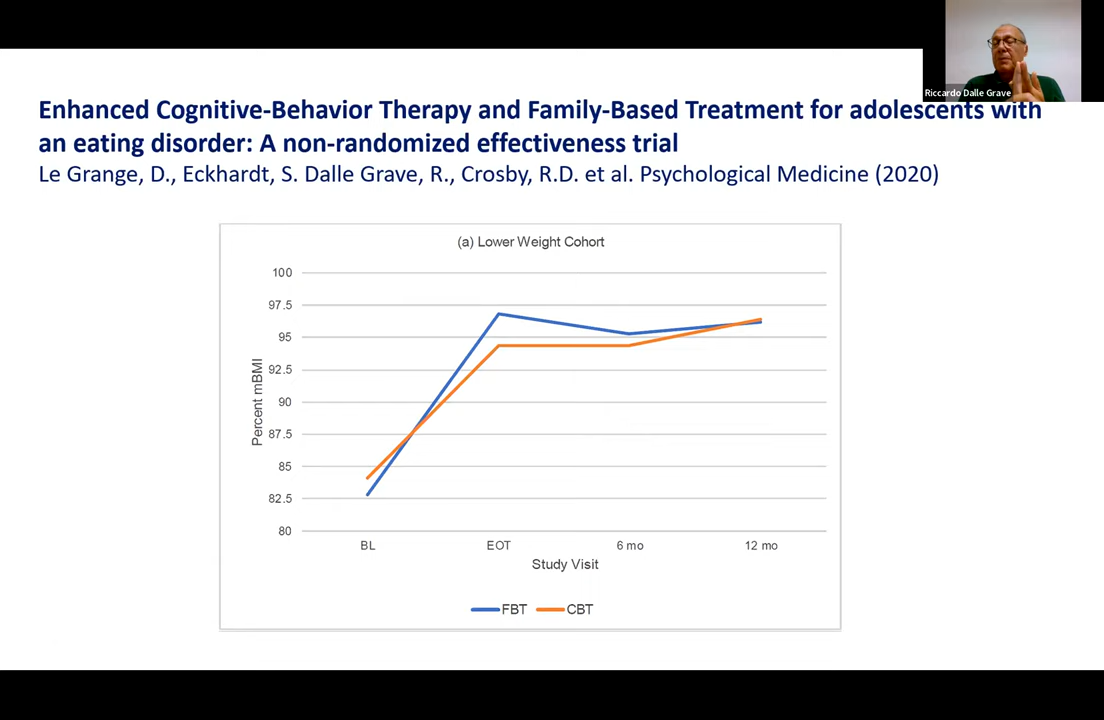 Riccardo Dalle Grave
Enhanced Cognitive-Behavior Therapy and Family-Based Treatment for adolescents with
an eating disorder: A non-randomized effectiveness trial
Le Grange, D., Eckhardt, S. Dalle Grave, R., Crosby, R.D. et al. Psychological Medicine (2020)
(a) Lower Weight Cohort
100
97.5
95
92.5
90
87.5
85
82.5
80
Percent mBMI
BL EOT 6 mo 12 mo
Study Visit
FBT CBT